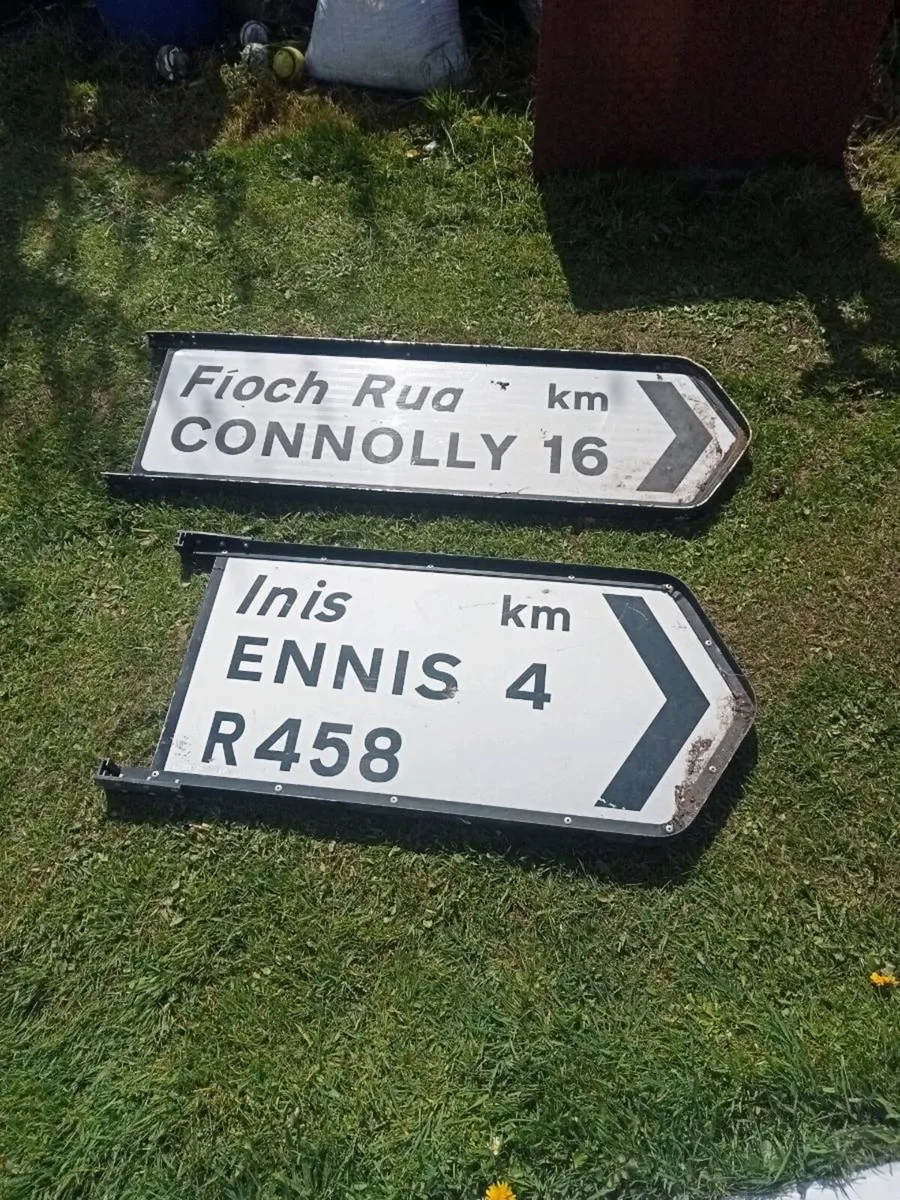 Fíoch Rua km
CONNOLLY 16
Inis km
ENNIS 4
R458